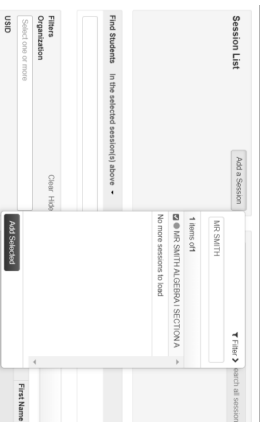 Session List
Add a Session
MR SMITH
Filter
1 items of1
MR SMITH ALGEBRA I SECTION A
No more sessions to load
Add Selected
earch all session
Find Students
In the selected session(s) above
Filters
Clear Hide
Organization
Select one or more
USID
First Name